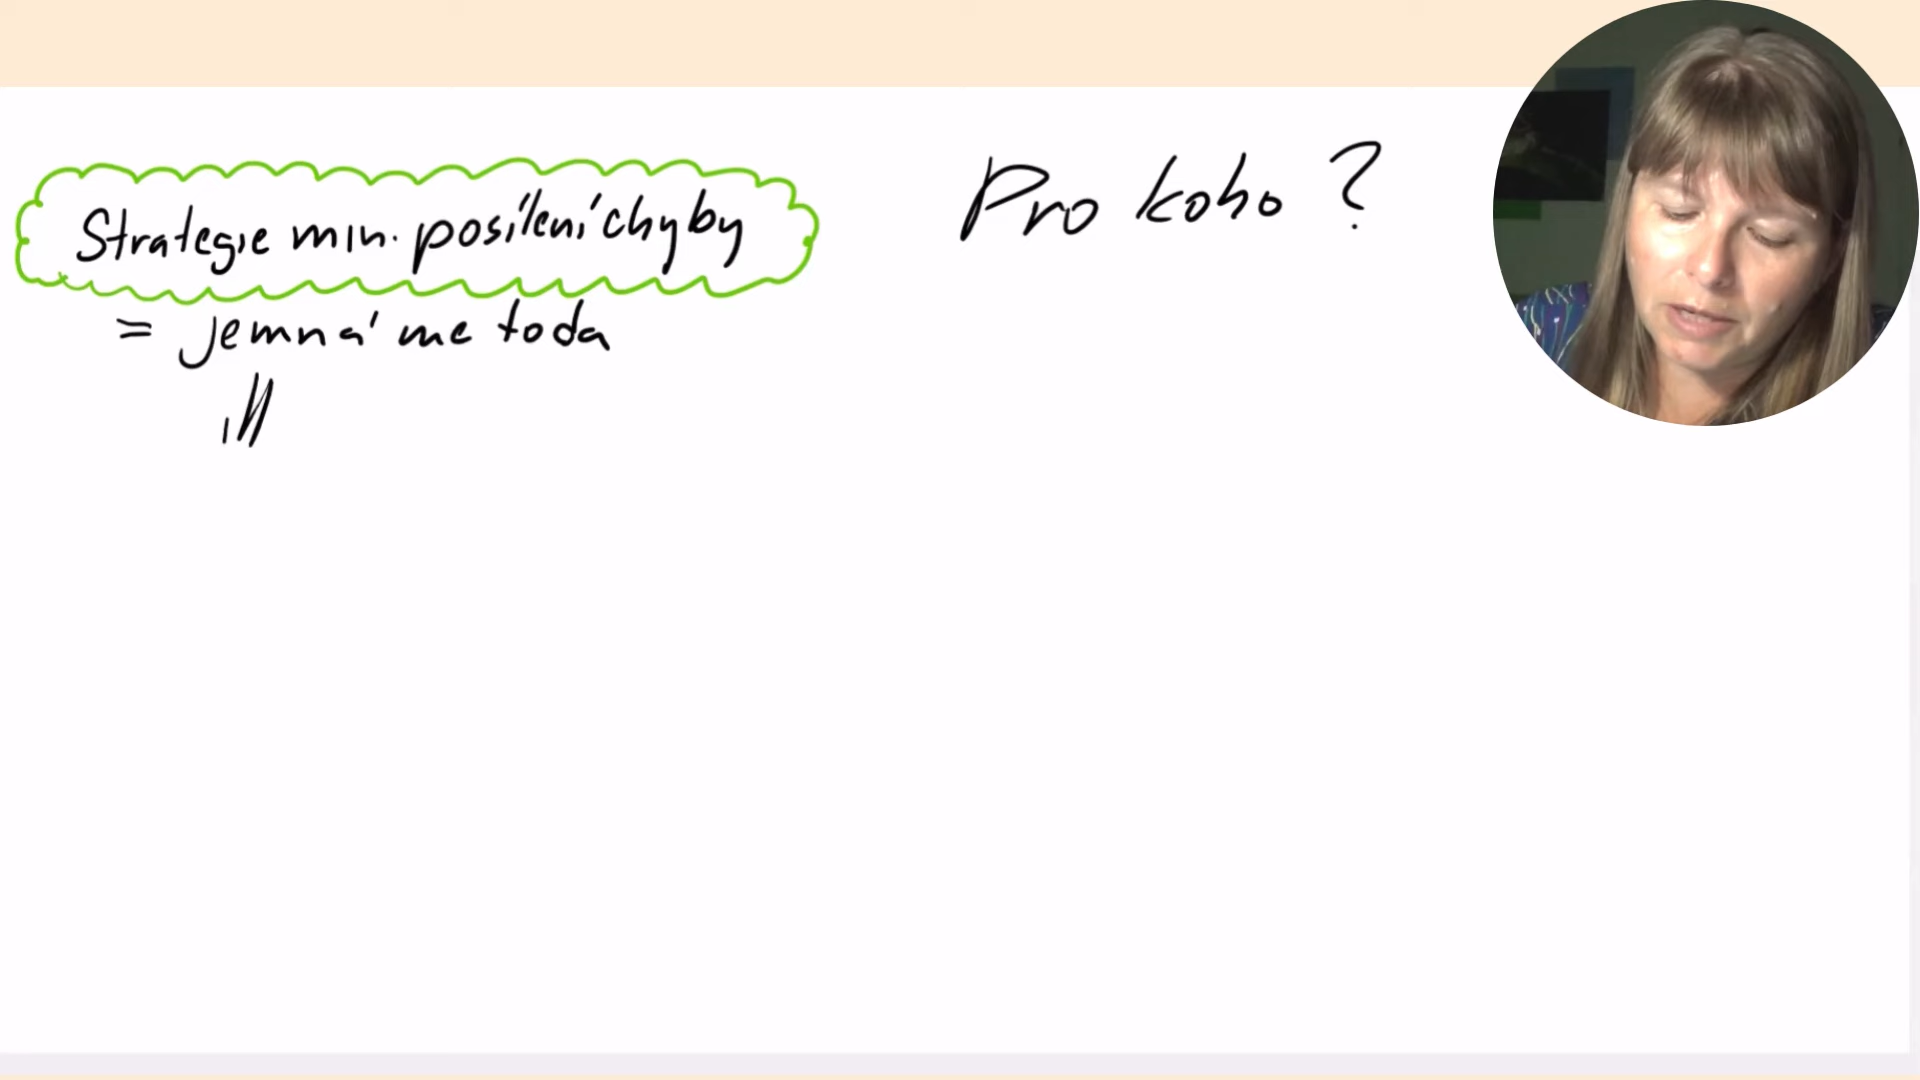 Strategie min. posílení chyby
= jemná metoda
Pro koho ?